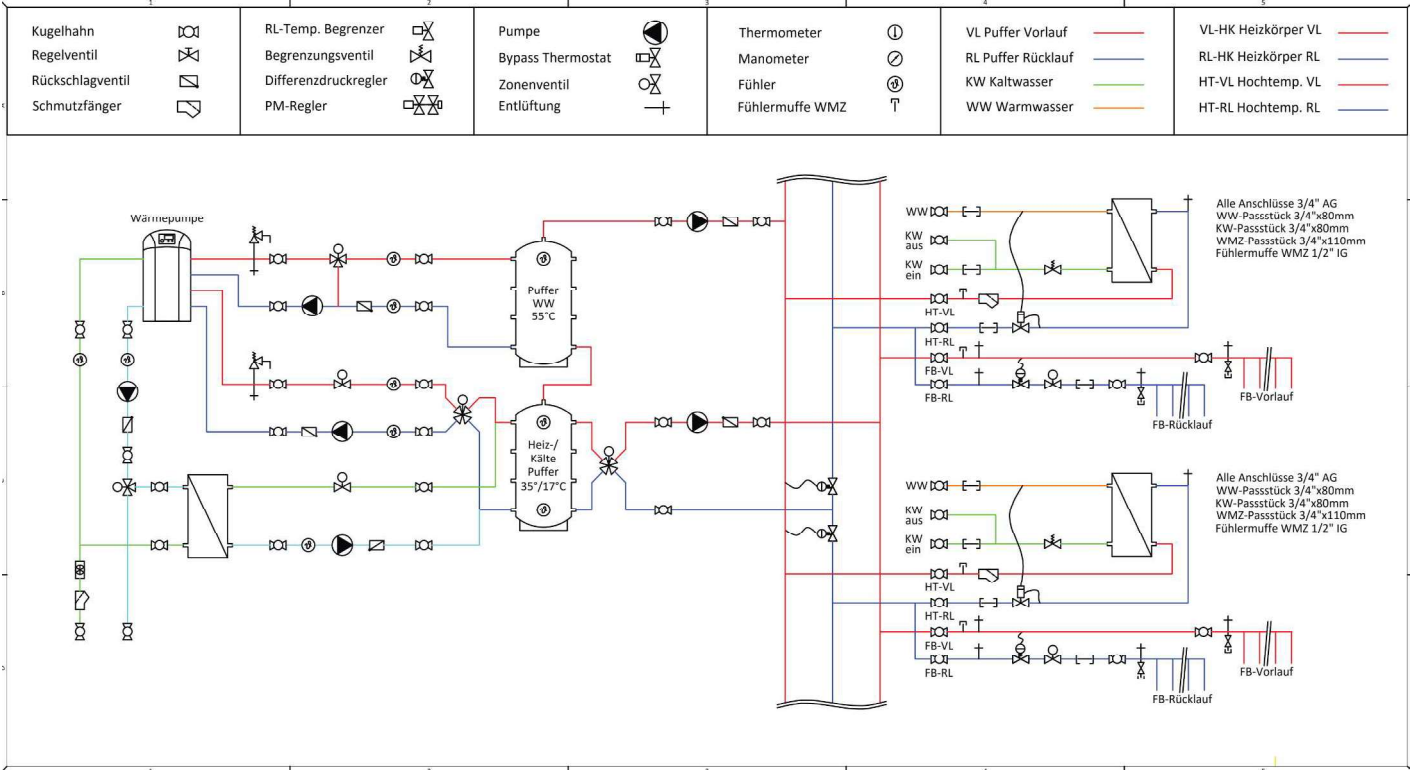 1 2 3 4 5
Kugelhahn
Regelventil
Rückschlagventil
Schmutzfänger
RL-Temp. Begrenzer
Begrenzungsventil
Differenzdruckregler
PM-Regler
Pumpe
Bypass Thermostat
Zonenventil
Entlüftung
Thermometer
Manometer
Fühler
Fühlermuffe WMZ
VL Puffer Vorlauf
RL Puffer Rücklauf
KW Kaltwasser
WW Warmwasser
VL-HK Heizkörper VL
RL-HK Heizkörper RL
HT-VL Hochtemp. VL
HT-RL Hochtemp. RL
Wärmepumpe
Puffer
WW
55°C
Heiz-/
Kälte
Puffer
35°/17°C
WW
KW
aus
KW
ein
HT-VL
HT-RL
FB-VL
FB-RL
FB-Vorlauf
FB-Rücklauf
Alle Anschlüsse 3/4" AG
WW-Passstück 3/4"x80mm
KW-Passstück 3/4"x80mm
WMZ-Passstück 3/4"x110mm
Fühlermuffe WMZ 1/2" IG
WW
KW
aus
KW
ein
HT-VL
HT-RL
FB-VL
FB-RL
FB-Vorlauf
FB-Rücklauf
Alle Anschlüsse 3/4" AG
WW-Passstück 3/4"x80mm
KW-Passstück 3/4"x80mm
WMZ-Passstück 3/4"x110mm
Fühlermuffe WMZ 1/2" IG